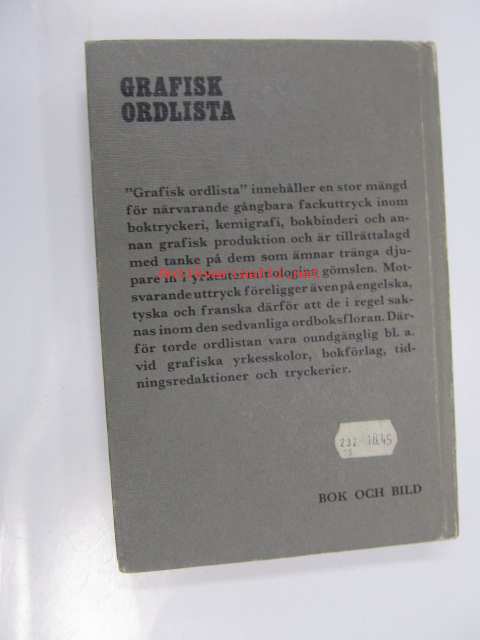 GRAFISK
ORDLISTA
"Grafisk ordlista" innehåller en stor mängd
för närvarande gångbara fackuttryck inom
boktryckeri, kemigrafi, bokbinderi och an-
nan grafisk produktion och är tillrättalagd
med tanke på dem som ämnar tränga dju-
pare in i yrkesterminologins gömslen. Mot-
svarande uttryck föreligger även på engelska,
tyska och franska därför att de i regel sak-
nas inom den sedvanliga ordboksfloran. Där-
för torde ordlistan vara oundgänglig bl. a.
vid grafiska yrkesskolor, bokförlag, tid-
ningsredaktioner och tryckerier.
BOK OCH BILD